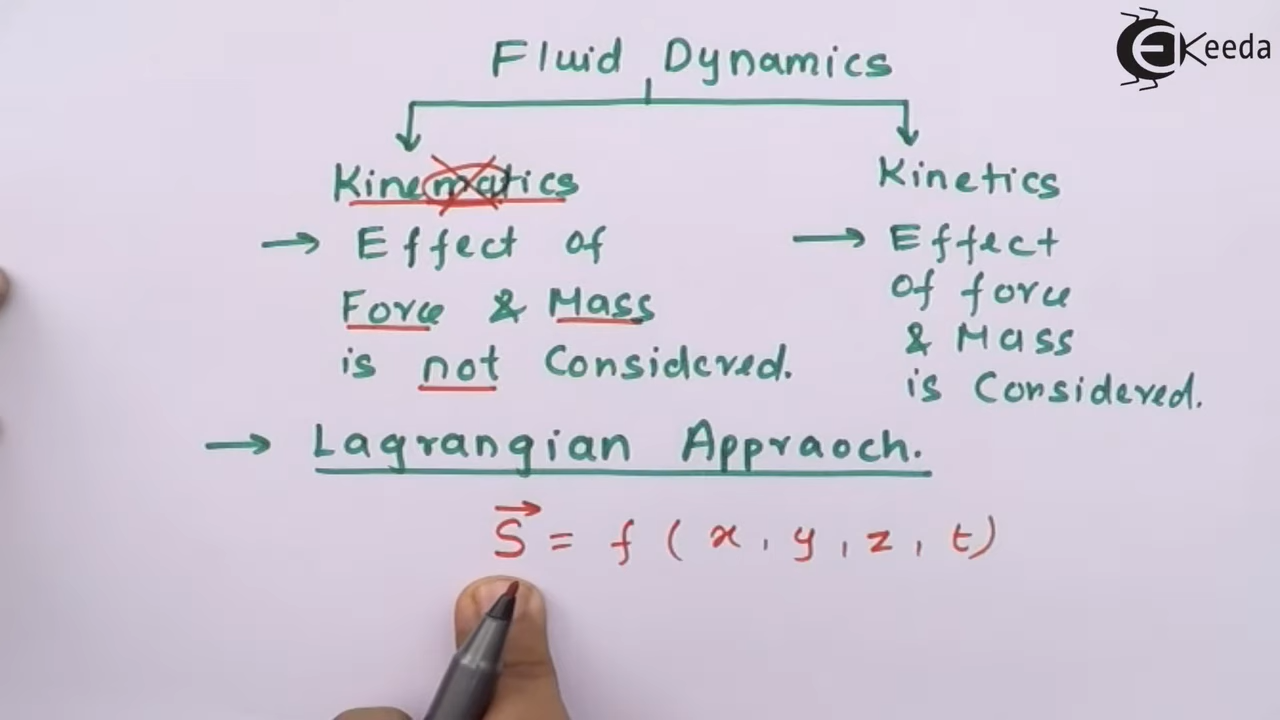 Keeda
Fluid Dynamics
Kinematics
→ Effect of
Force & Mass
is not Considered.
Kinetics
→ Effect
of force
& Mass
is Considered.
→ Lagrangian Appraoch.
S⃗ = f ( x , y , z , t )